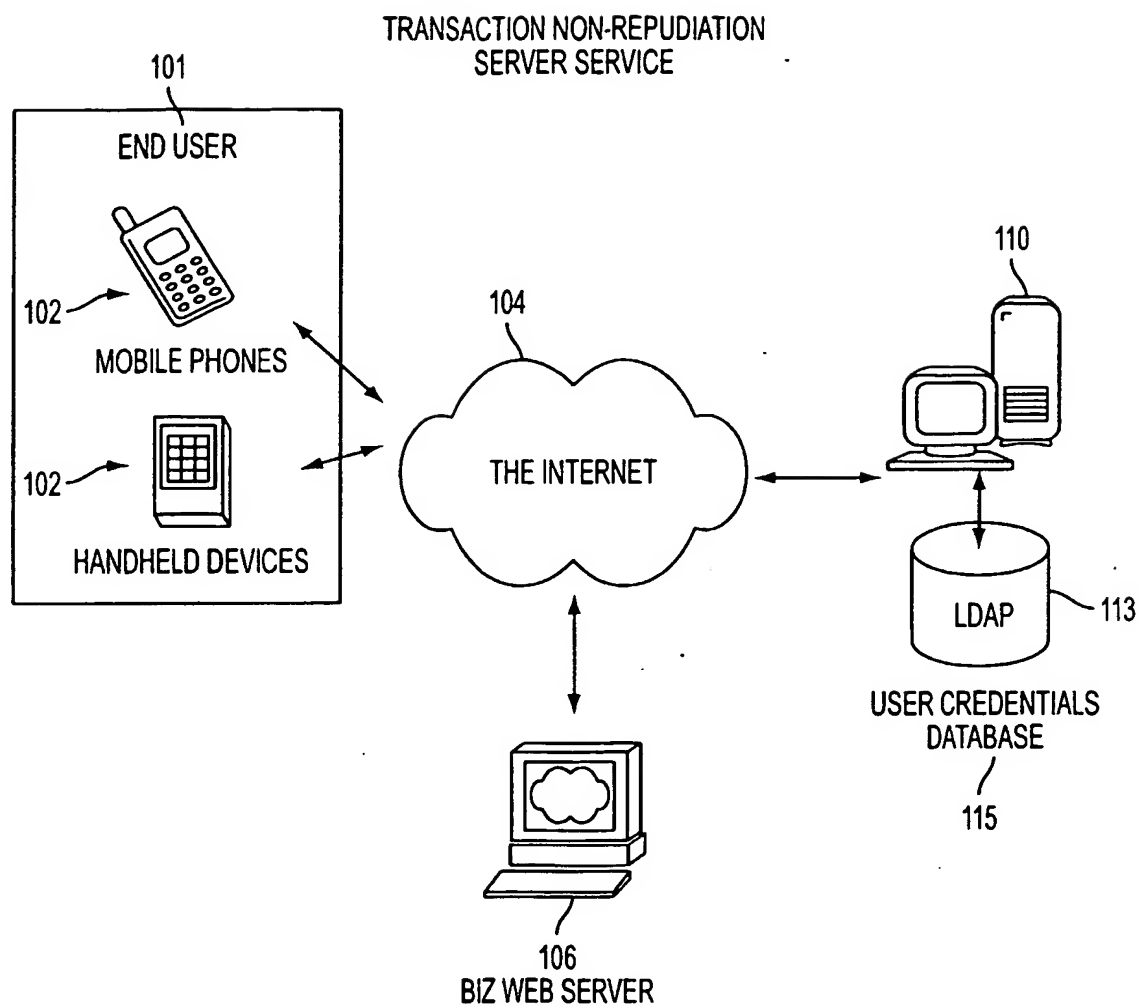 TRANSACTION NON-REPUDIATION
SERVER SERVICE
101
END USER
102
MOBILE PHONES
102
HANDHELD DEVICES
104
THE INTERNET
110
LDAP
113
USER CREDENTIALS
DATABASE
115
106
BIZ WEB SERVER